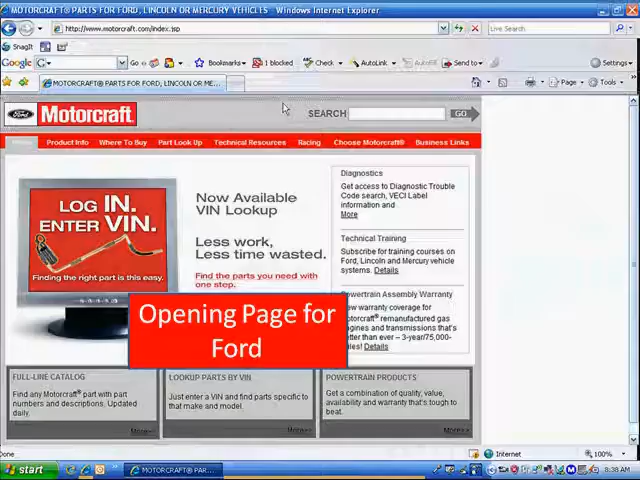 MOTORCRAFT® PARTS FOR FORD, LINCOLN OR MERCURY VEHICLES - Windows Internet Explorer
http://www.motorcraft.com/index.jsp
Live Search
SnagIt
Google
Go
Bookmarks
1 blocked
Check
AutoLink
Send to
Settings
MOTORCRAFT® PARTS FOR FORD, LINCOLN OR ME...
Page
Tools
Ford
Motorcraft
SEARCH
GO
Product Info
Where To Buy
Part Look Up
Technical Resources
Racing
Choose Motorcraft®
Business Links
LOG IN.
ENTER VIN.
Finding the right part is this easy.
Now Available
VIN Lookup
Less work,
Less time wasted.
Find the parts you need with
one step.
Diagnostics
Get access to Diagnostic Trouble
Code search, VECI Label
information and
More
Technical Training
Subscribe for training courses on
Ford, Lincoln and Mercury vehicle
systems. Details
Powertrain Assembly Warranty
warranty coverage for
remanufactured gas
and transmissions that's
than ever – 3-year/75,000-
Details
Opening Page for
Ford
FULL-LINE CATALOG
Find any Motorcraft® part with part
numbers and descriptions. Updated
daily.
More
LOOKUP PARTS BY VIN
Just enter a VIN and find parts specific to
that make and model.
More
POWERTRAIN PRODUCTS
Get a combination of quality, value,
availability and warranty that's tough to
beat.
More
Done
Internet
100%
start
MOTORCRAFT® PAR...
8:38 AM